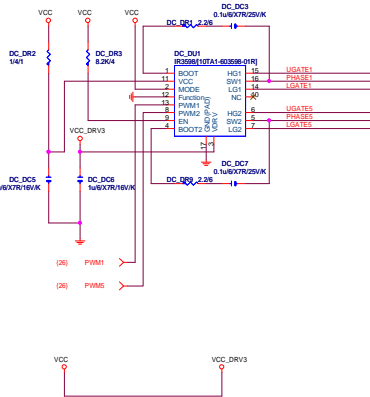 VCC VCC VCC
DC_DC3
0.1u/6/X7R/25V/K
DC_DR1 2.2/6
DC_DR2
1/4/1
DC_DR3
8.2K/4
DC_DU1
IR3598/[10TA1-603598-01R]
1 BOOT HG1 15 UGATE1
11 VCC SW1 16 PHASE1
2 MODE LG1 14 LGATE1
12 Function NC
13 PWM1
8 PWM2 HG2 6 UGATE5
9 EN SW2 5 PHASE5
4 BOOT2 LG2 7 LGATE5
GND(PAD)
17 3
VCC_DRV3
DC_DC5
/6/X7R/16V/K
DC_DC6
1u/6/X7R/16V/K
DC_DC7
0.1u/6/X7R/25V/K
DC_DR9 2.2/6
(26) PWM1
(26) PWM5
VCC VCC_DRV3